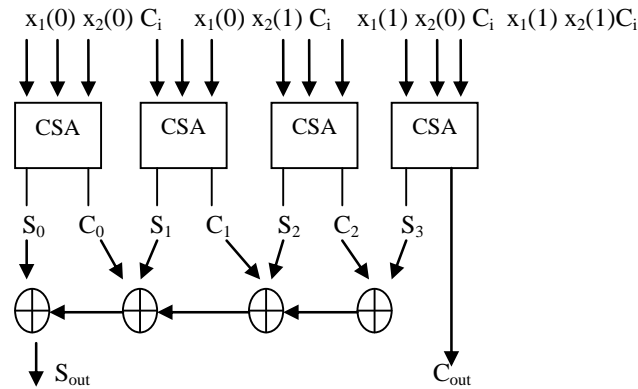 x₁(0) x₂(0) Cᵢ x₁(0) x₂(1) Cᵢ x₁(1) x₂(0) Cᵢ x₁(1) x₂(1)Cᵢ
CSA CSA CSA CSA
S₀ C₀ S₁ C₁ S₂ C₂ S₃
Sout Cout